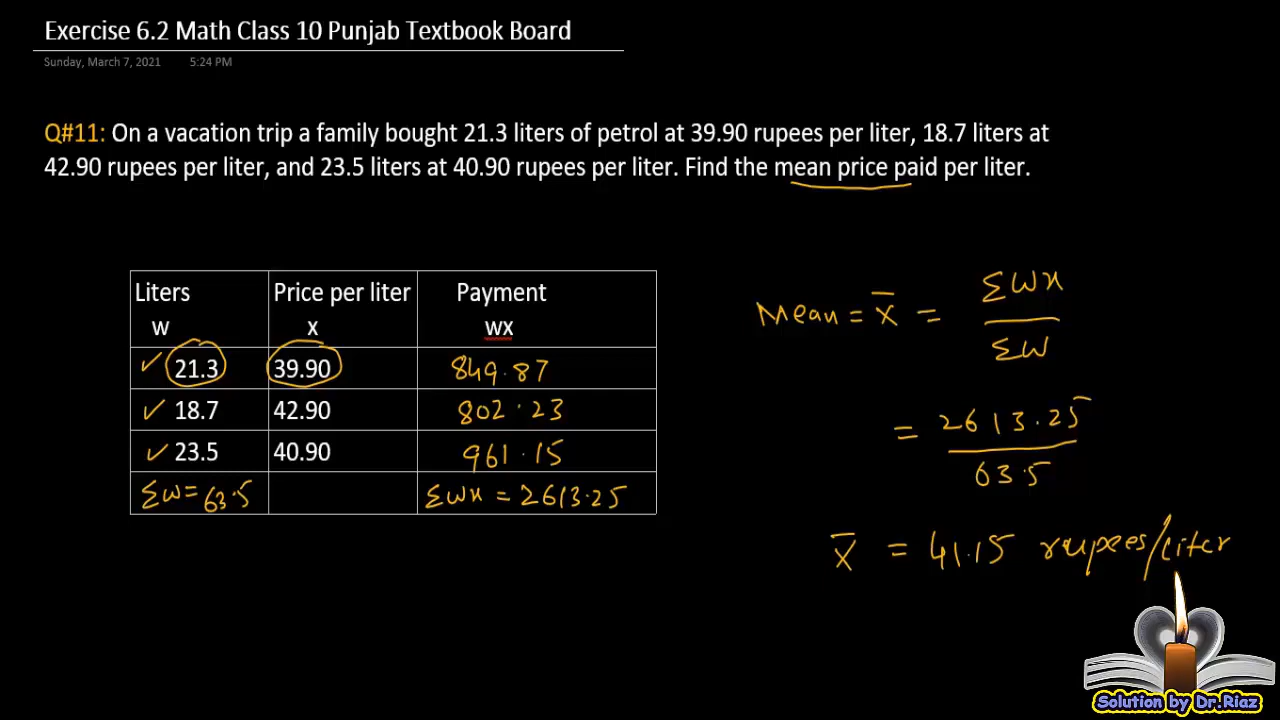 Exercise 6.2 Math Class 10 Punjab Textbook Board
Sunday, March 7, 2021 5:24 PM
Q#11: On a vacation trip a family bought 21.3 liters of petrol at 39.90 rupees per liter, 18.7 liters at
42.90 rupees per liter, and 23.5 liters at 40.90 rupees per liter. Find the mean price paid per liter.
Liters Price per liter Payment
w x wx
✓ 21.3 39.90 849.87
✓ 18.7 42.90 802.23
✓ 23.5 40.90 961.15
Σw = 63.5 Σwx = 2613.25
Mean = x̄ = Σwx
Σw
= 2613.25
63.5
x̄ = 41.15 rupees/liter
Solution by Dr.Riaz